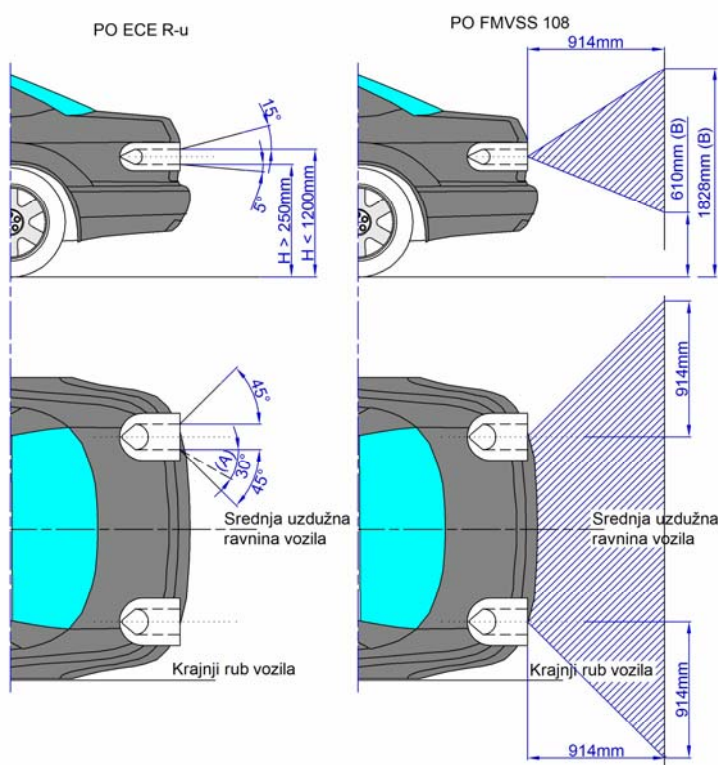 PO ECE R-u
15°
5°
H > 250mm
H < 1200mm
45°
(A)
30°
45°
Srednja uzdužna
ravnina vozila
Krajnji rub vozila
PO FMVSS 108
914mm
610mm (B)
1828mm (B)
914mm
Srednja uzdužna
ravnina vozila
Krajnji rub vozila
914mm
914mm